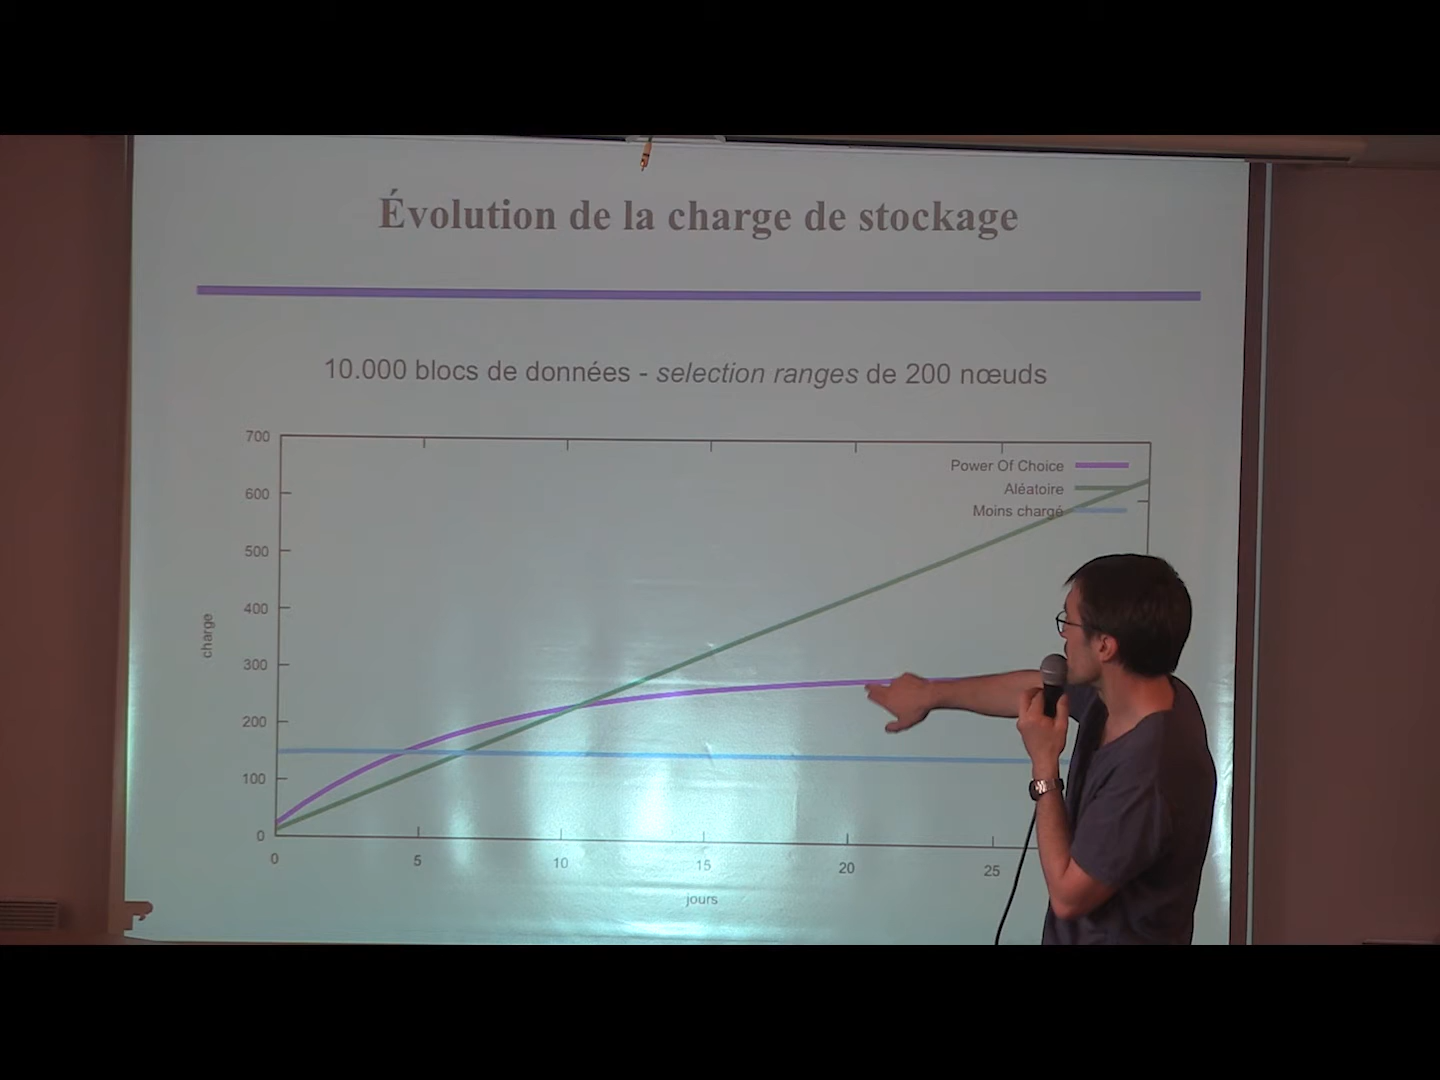 Évolution de la charge de stockage
10.000 blocs de données - selection ranges de 200 nœuds
700
600
500
400
300
200
100
0
charge
Power Of Choice
Aléatoire
Moins chargé
0 5 10 15 20 25
jours